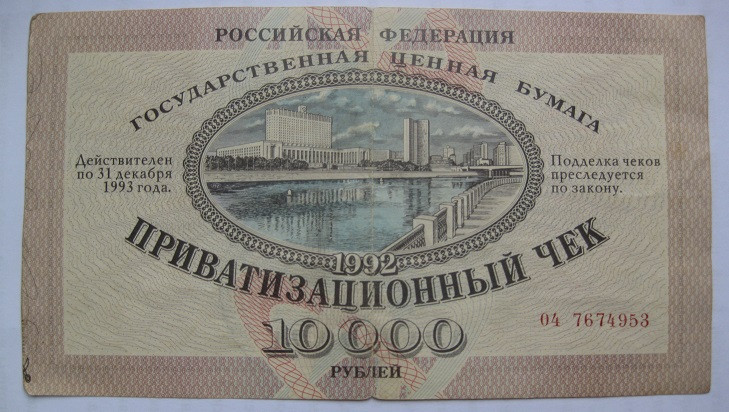 РОССИЙСКАЯ ФЕДЕРАЦИЯ
ГОСУДАРСТВЕННАЯ ЦЕННАЯ БУМАГА
Действителен
по 31 декабря
1993 года.
Подделка чеков
преследуется
по закону.
1992
ПРИВАТИЗАЦИОННЫЙ ЧЕК
10000
РУБЛЕЙ
04 7674953